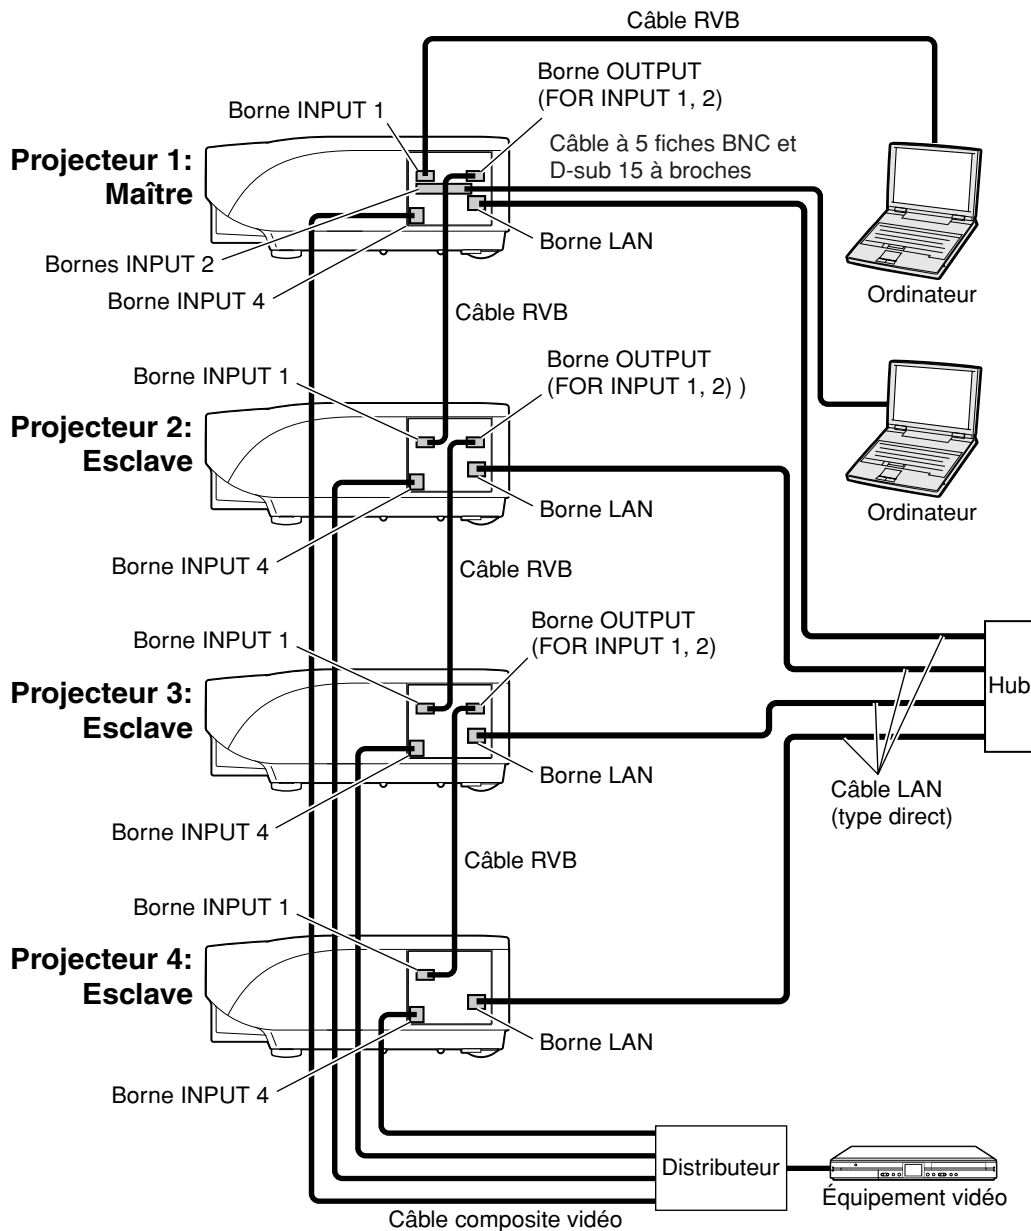 Câble RVB
Borne OUTPUT
(FOR INPUT 1, 2)
Borne INPUT 1
Câble à 5 fiches BNC et
D-sub 15 à broches
Projecteur 1:
Maître
Borne LAN
Bornes INPUT 2
Borne INPUT 4
Ordinateur
Câble RVB
Borne OUTPUT
(FOR INPUT 1, 2) )
Borne INPUT 1
Projecteur 2:
Esclave
Borne LAN
Ordinateur
Borne INPUT 4
Câble RVB
Borne OUTPUT
(FOR INPUT 1, 2)
Borne INPUT 1
Projecteur 3:
Esclave
Hub
Borne LAN
Câble LAN
(type direct)
Borne INPUT 4
Câble RVB
Borne INPUT 1
Projecteur 4:
Esclave
Borne LAN
Borne INPUT 4
Distributeur
Équipement vidéo
Câble composite vidéo